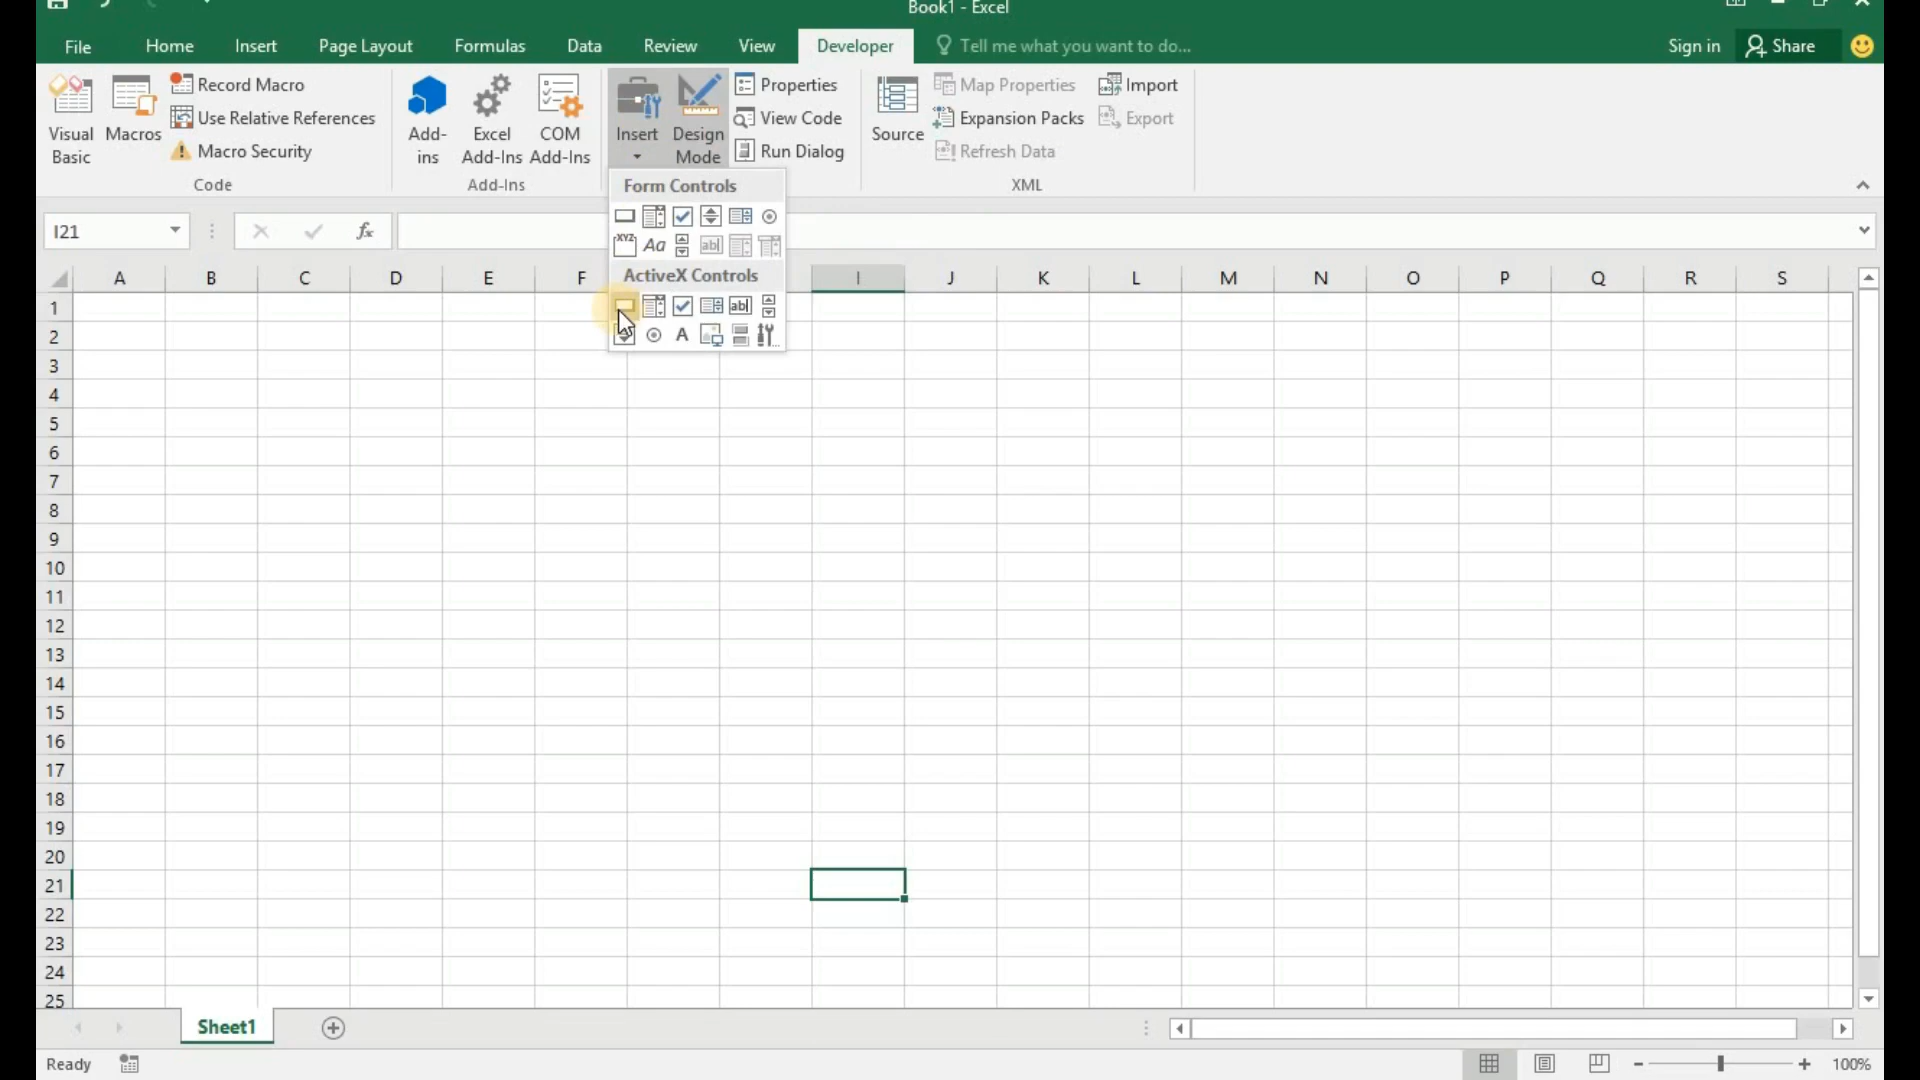 Book1 - Excel
File Home Insert Page Layout Formulas Data Review View Developer Tell me what you want to do... Sign in Share
Visual Basic
Macros
Record Macro
Use Relative References
Macro Security
Code
Add-ins
Excel Add-Ins
COM Add-Ins
Add-Ins
Insert
Design Mode
Properties
View Code
Run Dialog
Source
Map Properties
Expansion Packs
Refresh Data
Import
Export
XML
Form Controls
XYZ Aa ab|
ActiveX Controls
ab|
A
I21 fx
A B C D E F I J K L M N O P Q R S
1
2
3
4
5
6
7
8
9
10
11
12
13
14
15
16
17
18
19
20
21
22
23
24
25
Sheet1
Ready 100%